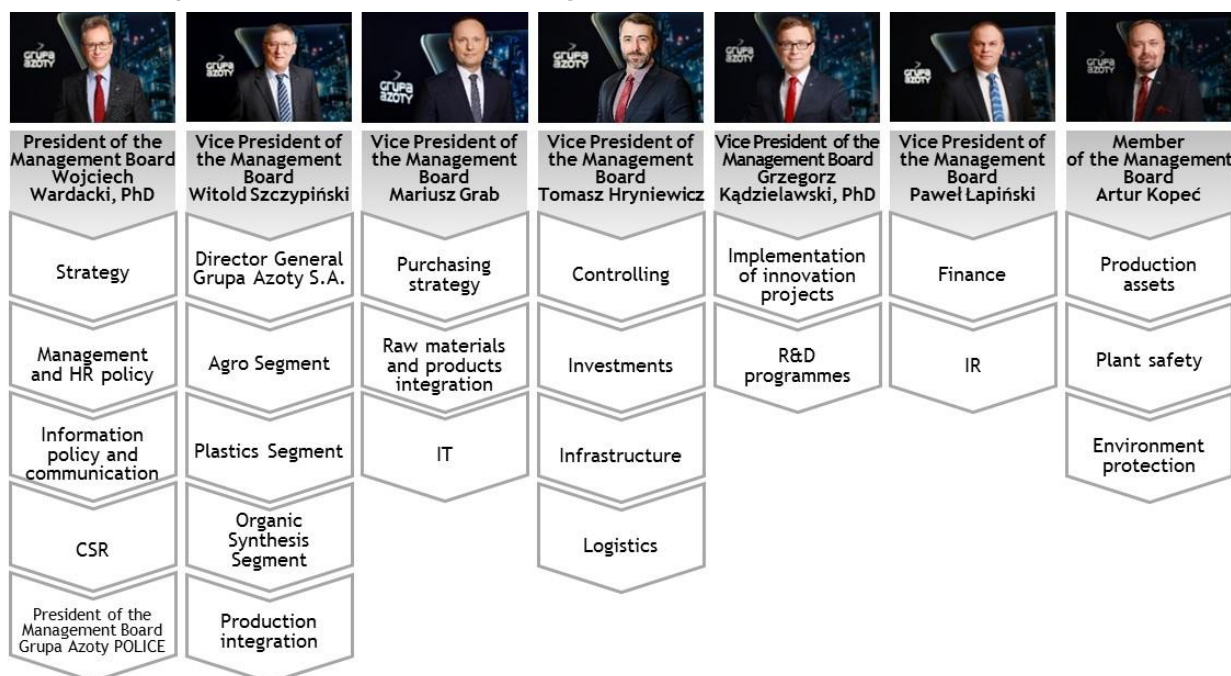 GRUPA
AZOTY
GRUPA
AZOTY
GRUPA
AZOTY
GRUPA
AZOTY
GRUPA
AZOTY
GRUPA
AZOTY
GRUPA
AZOTY
President of the
Management Board
Wojciech
Wardacki, PhD
Strategy
Management
and HR policy
Information
policy and
communication
CSR
President of the
Management Board
Grupa Azoty POLICE
Vice President of
the Management
Board
Witold Szczypiński
Director General
Grupa Azoty S.A.
Agro Segment
Plastics Segment
Organic
Synthesis
Segment
Production
integration
Vice President of
the Management
Board
Mariusz Grab
Purchasing
strategy
Raw materials
and products
integration
IT
Vice President of
the Management
Board
Tomasz Hryniewicz
Controlling
Investments
Infrastructure
Logistics
Vice President of the
Management Board
Grzegorz
Kądzielawski, PhD
Implementation
of innovation
projects
R&D
programmes
Vice President of
the Management
Board
Paweł Łapiński
Finance
IR
Member
of the Management
Board
Artur Kopeć
Production
assets
Plant safety
Environment
protection